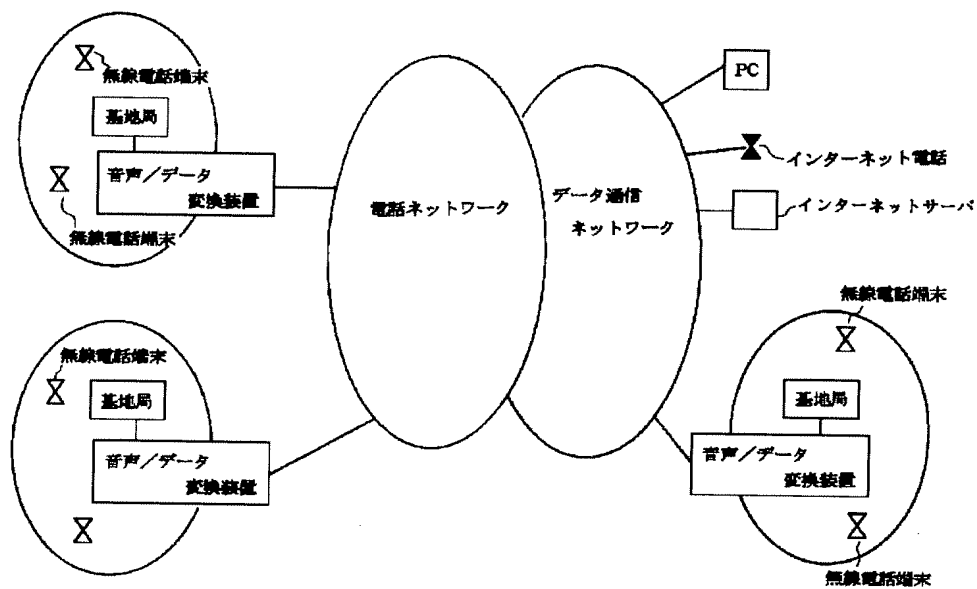 無線電話端末
基地局
音声／データ
変換装置
無線電話端末
電話ネットワーク
データ通信
ネットワーク
PC
インターネット電話
インターネットサーバ
無線電話端末
基地局
音声／データ
変換装置
無線電話端末
基地局
音声／データ
変換装置
無線電話端末